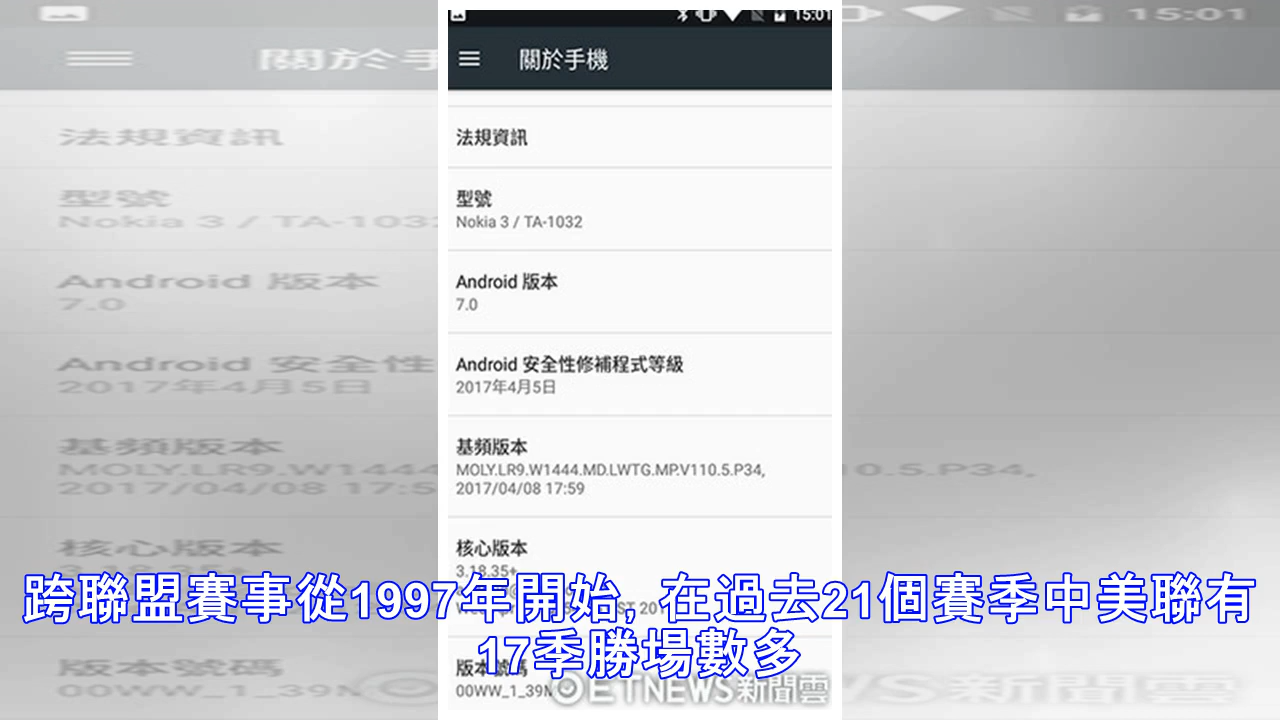 15:01
關於手機
法規資訊
型號
Nokia 3 / TA-1032
Android 版本
7.0
Android 安全性修補程式等級
2017年4月5日
基頻版本
MOLY.LR9.W1444.MD.LWTG.MP.V110.5.P34,
2017/04/08 17:59
核心版本
3.18.35+
跨聯盟賽事從1997年開始, 在過去21個賽季中美聯有
17季勝場數多
版本號碼
00WW_1_39
ETNEWS新聞雲